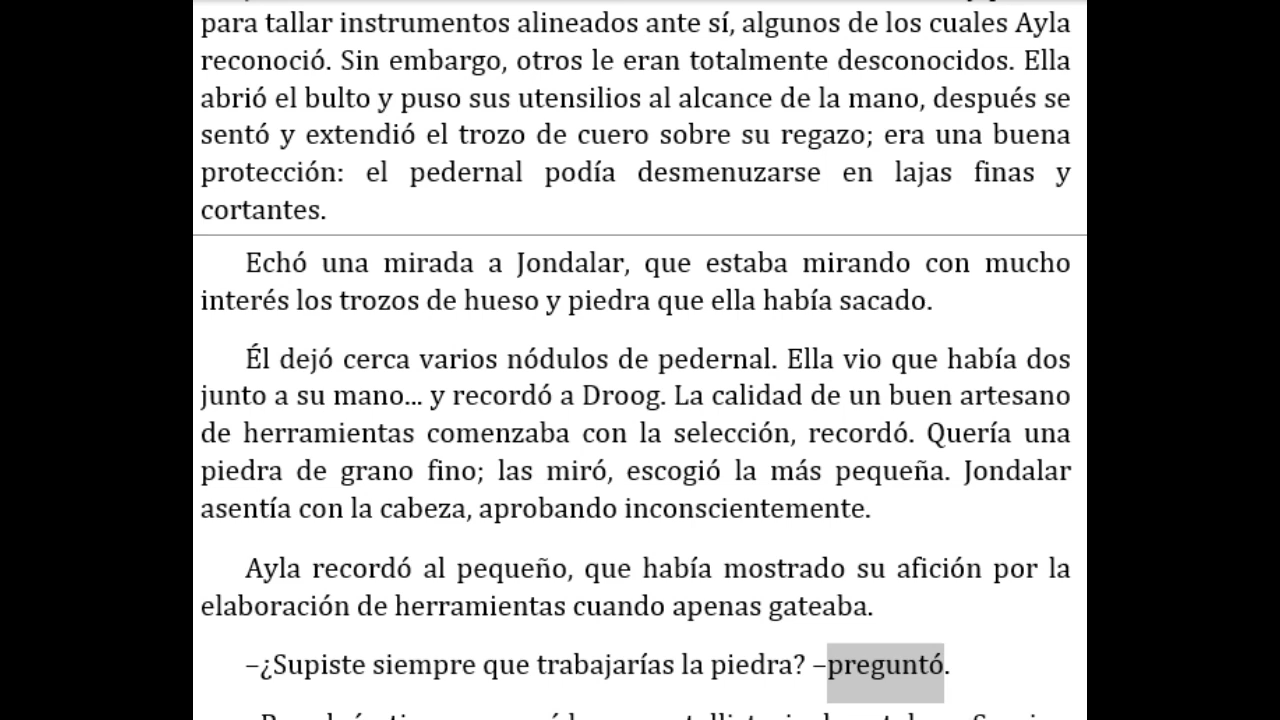 para tallar instrumentos alineados ante sí, algunos de los cuales Ayla
reconoció. Sin embargo, otros le eran totalmente desconocidos. Ella
abrió el bulto y puso sus utensilios al alcance de la mano, después se
sentó y extendió el trozo de cuero sobre su regazo; era una buena
protección: el pedernal podía desmenuzarse en lajas finas y
cortantes.
Echó una mirada a Jondalar, que estaba mirando con mucho
interés los trozos de hueso y piedra que ella había sacado.
Él dejó cerca varios nódulos de pedernal. Ella vio que había dos
junto a su mano... y recordó a Droog. La calidad de un buen artesano
de herramientas comenzaba con la selección, recordó. Quería una
piedra de grano fino; las miró, escogió la más pequeña. Jondalar
asentía con la cabeza, aprobando inconscientemente.
Ayla recordó al pequeño, que había mostrado su afición por la
elaboración de herramientas cuando apenas gateaba.
–¿Supiste siempre que trabajarías la piedra? –preguntó.